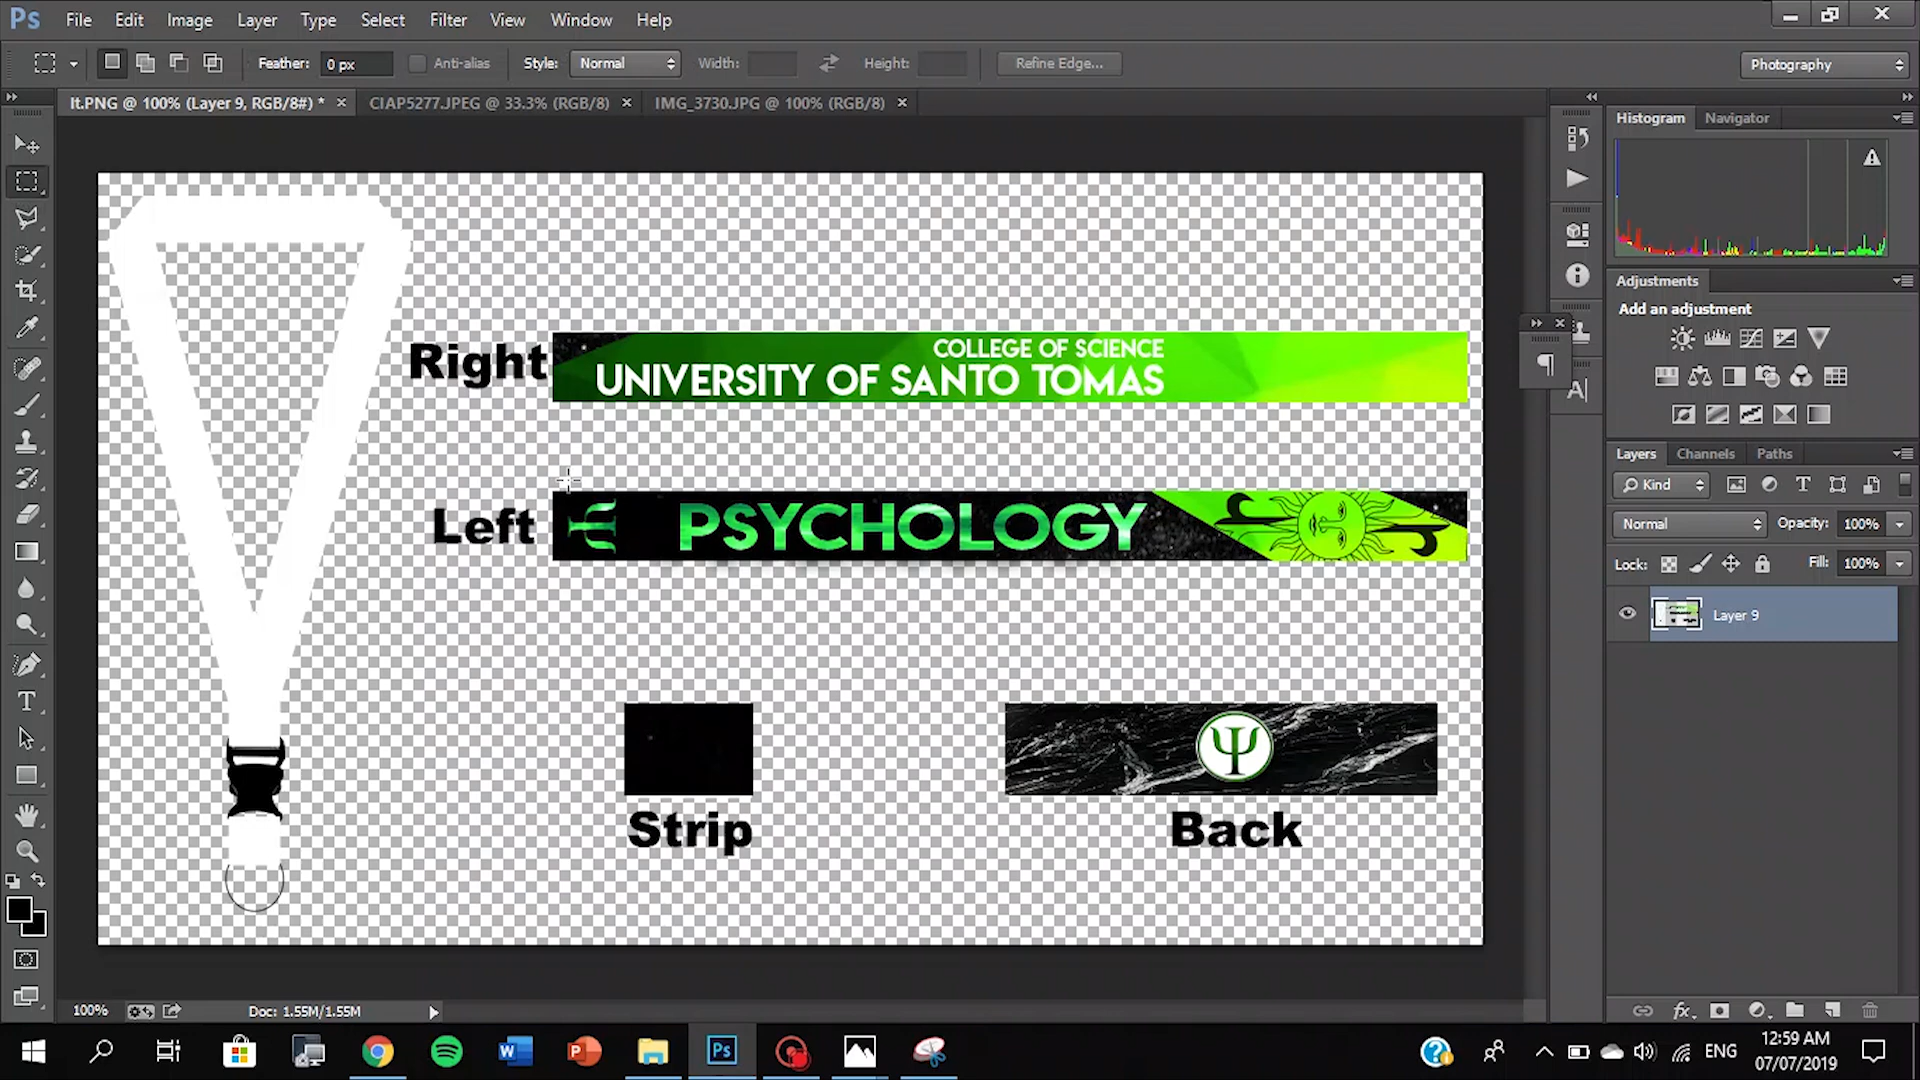 Ps File Edit Image Layer Type Select Filter View Window Help
Feather: 0 px Anti-alias Style: Normal Width: Height: Refine Edge... Photography
lt.PNG @ 100% (Layer 9, RGB/8#) * CIAP5277.JPEG @ 33.3% (RGB/8) IMG_3730.JPG @ 100% (RGB/8)
Histogram Navigator
Adjustments
Add an adjustment
Right
COLLEGE OF SCIENCE
UNIVERSITY OF SANTO TOMAS
Left
Ψ PSYCHOLOGY
Ψ
Strip
Back
Layers Channels Paths
Kind
Normal Opacity: 100%
Lock: Fill: 100%
Layer 9
100% Doc: 1.55M/1.55M
ENG
12:59 AM
07/07/2019